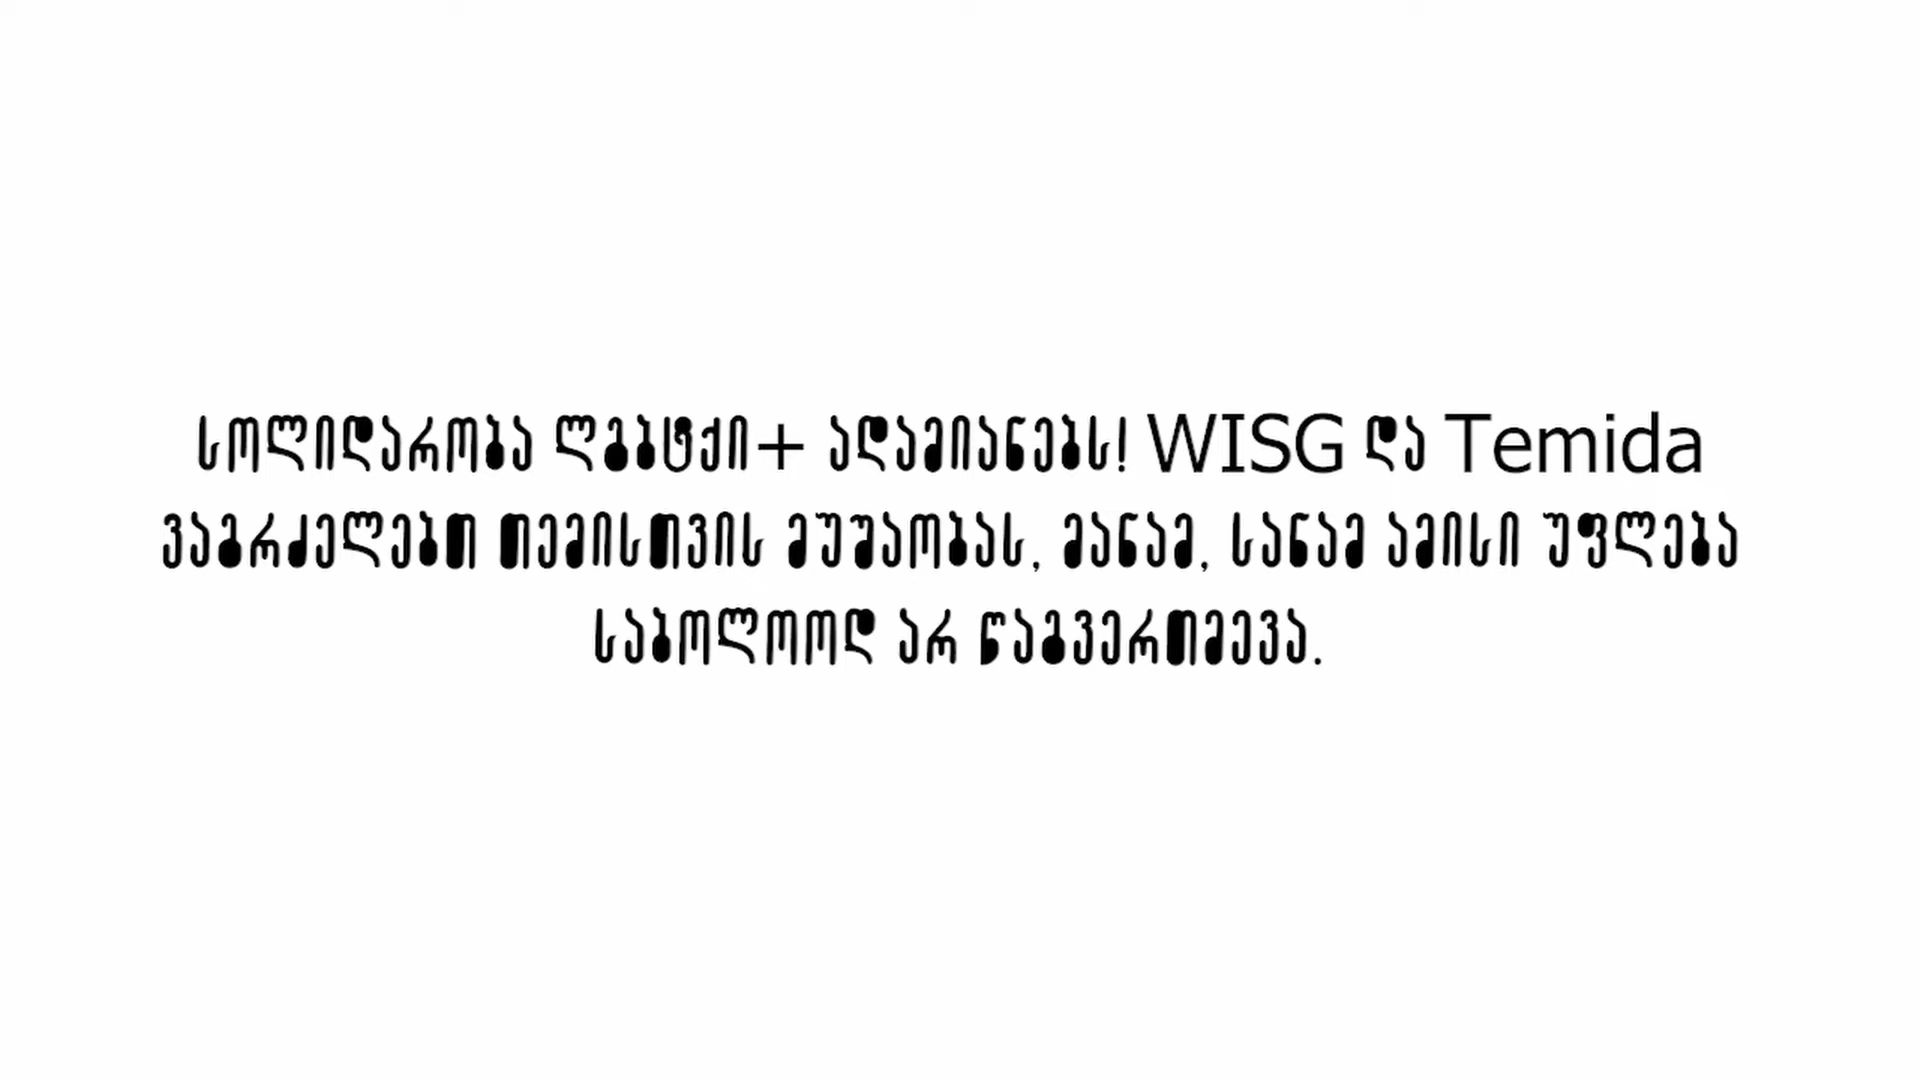 სოლიდარობა ლგბტქი+ ადამიანებს! WISG და Temida
ვაგრძელებთ თემისთვის მუშაობას, მანამ, სანამ ამისი უფლება
საბოლოოდ არ წაგვერთმევა.